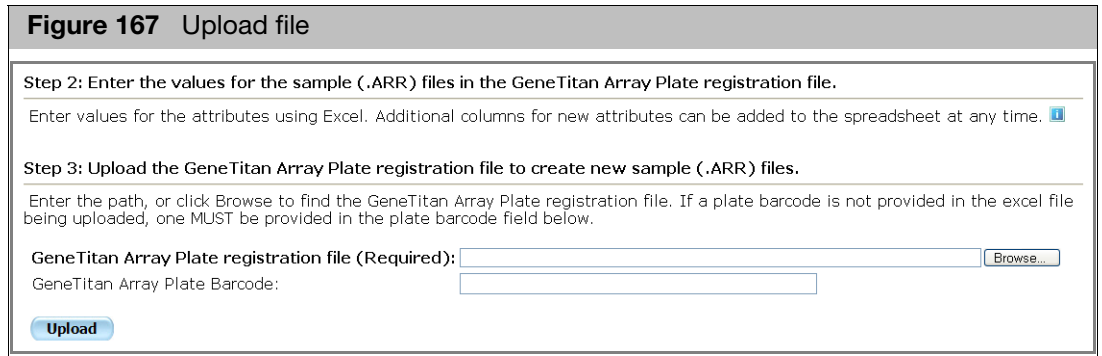 Figure 167 Upload file
Step 2: Enter the values for the sample (.ARR) files in the GeneTitan Array Plate registration file.
Enter values for the attributes using Excel. Additional columns for new attributes can be added to the spreadsheet at any time.
Step 3: Upload the GeneTitan Array Plate registration file to create new sample (.ARR) files.
Enter the path, or click Browse to find the GeneTitan Array Plate registration file. If a plate barcode is not provided in the excel file
being uploaded, one MUST be provided in the plate barcode field below.
GeneTitan Array Plate registration file (Required): Browse...
GeneTitan Array Plate Barcode:
Upload